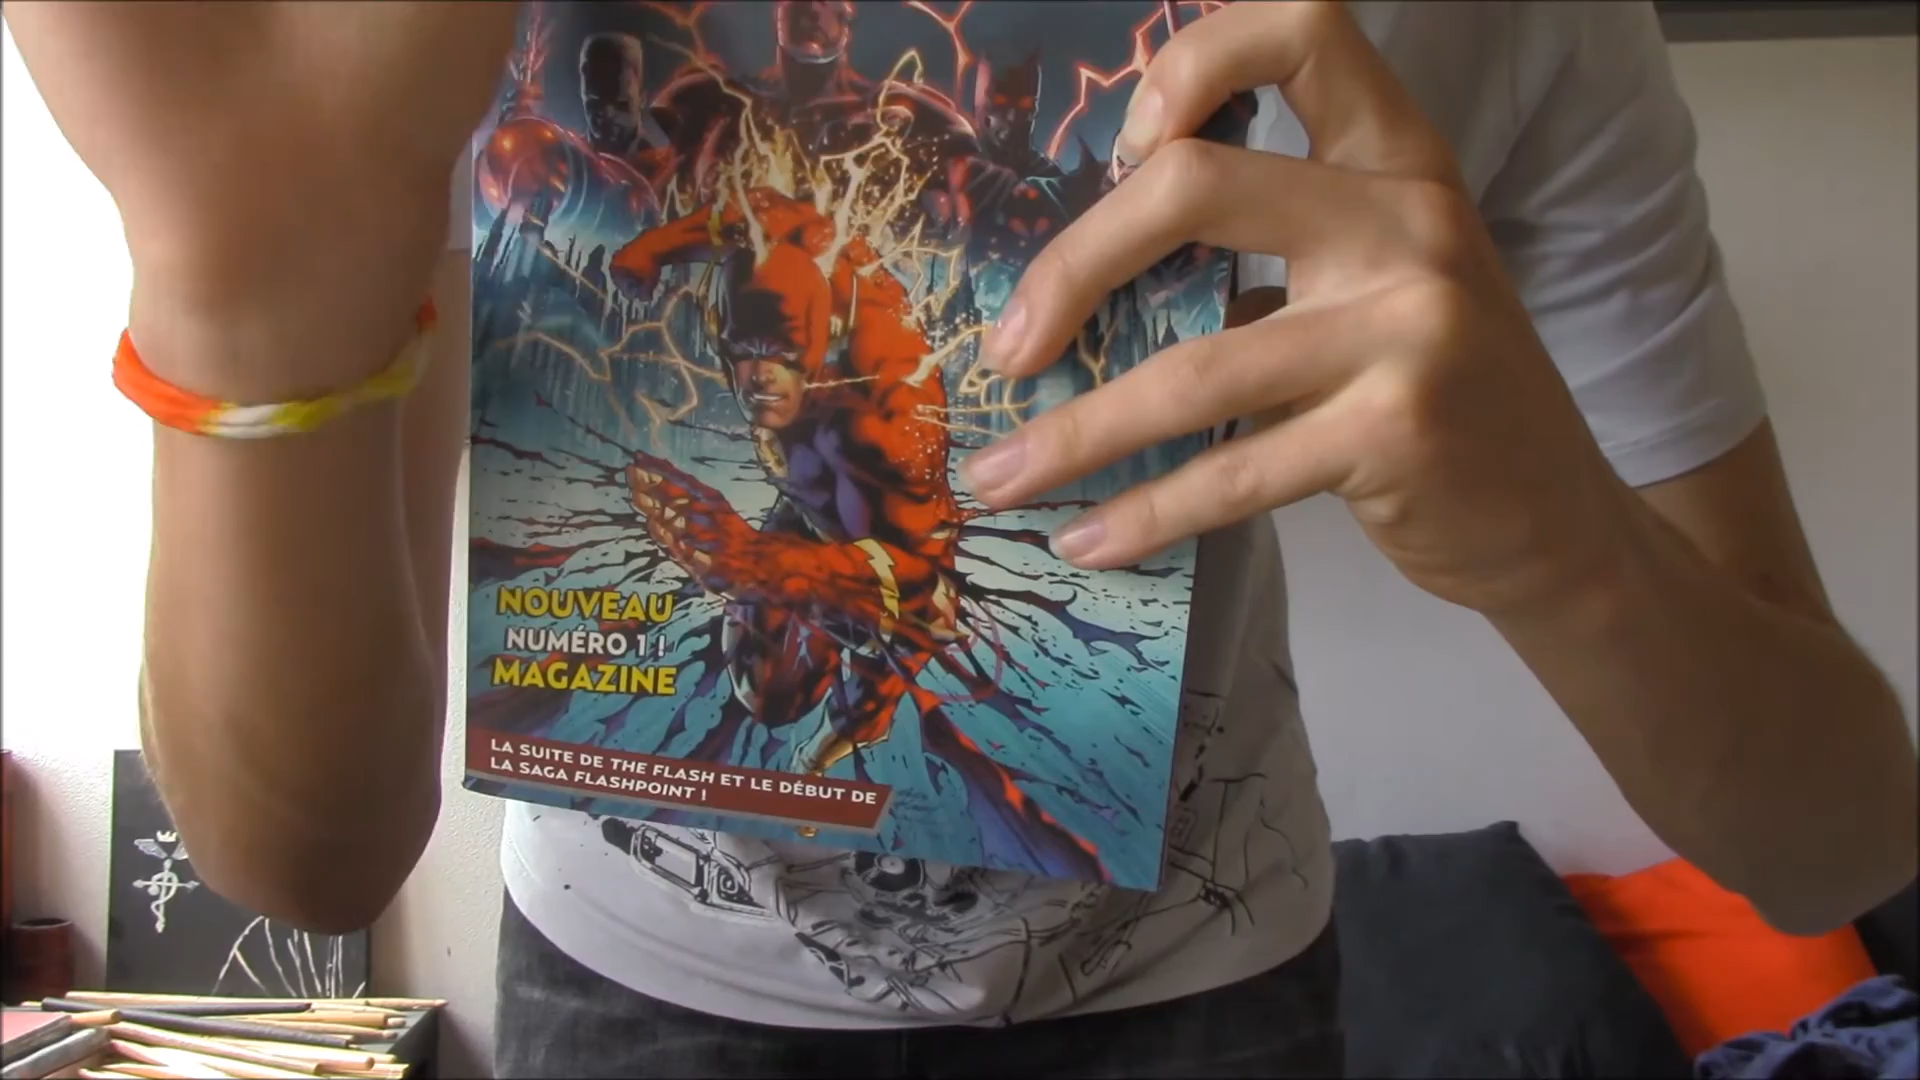 NOUVEAU
NUMÉRO 1 !
MAGAZINE
LA SUITE DE THE FLASH ET LE DÉBUT DE
LA SAGA FLASHPOINT !